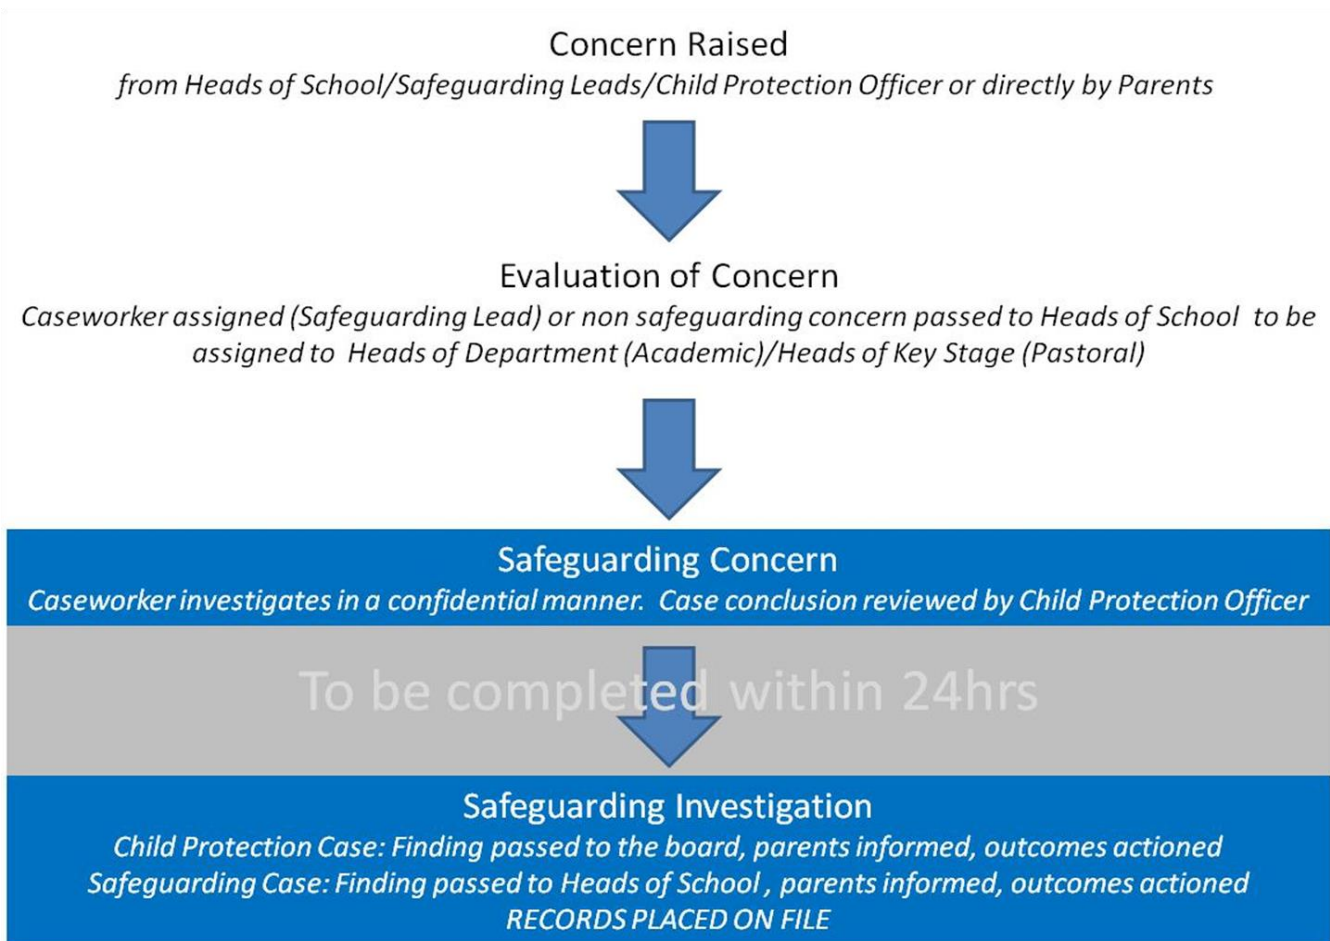 Concern Raised
from Heads of School/Safeguarding Leads/Child Protection Officer or directly by Parents
Evaluation of Concern
Caseworker assigned (Safeguarding Lead) or non safeguarding concern passed to Heads of School to be
assigned to Heads of Department (Academic)/Heads of Key Stage (Pastoral)
Safeguarding Concern
Caseworker investigates in a confidential manner. Case conclusion reviewed by Child Protection Officer
To be completed within 24hrs
Safeguarding Investigation
Child Protection Case: Finding passed to the board, parents informed, outcomes actioned
Safeguarding Case: Finding passed to Heads of School , parents informed, outcomes actioned
RECORDS PLACED ON FILE